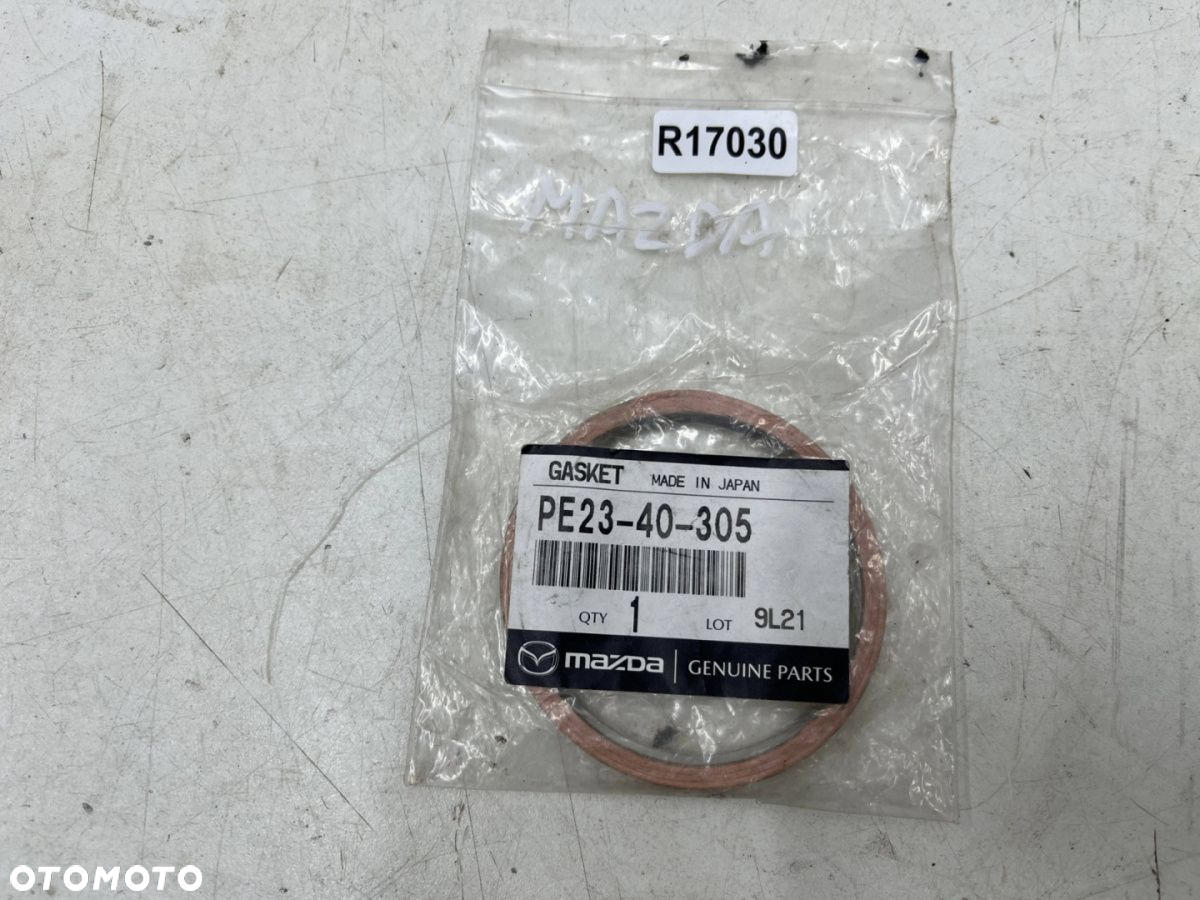 R17030
MAZDA
GASKET MADE IN JAPAN
PE23-40-305
QTY 1 LOT 9L21
mazda GENUINE PARTS
OTOMOTO